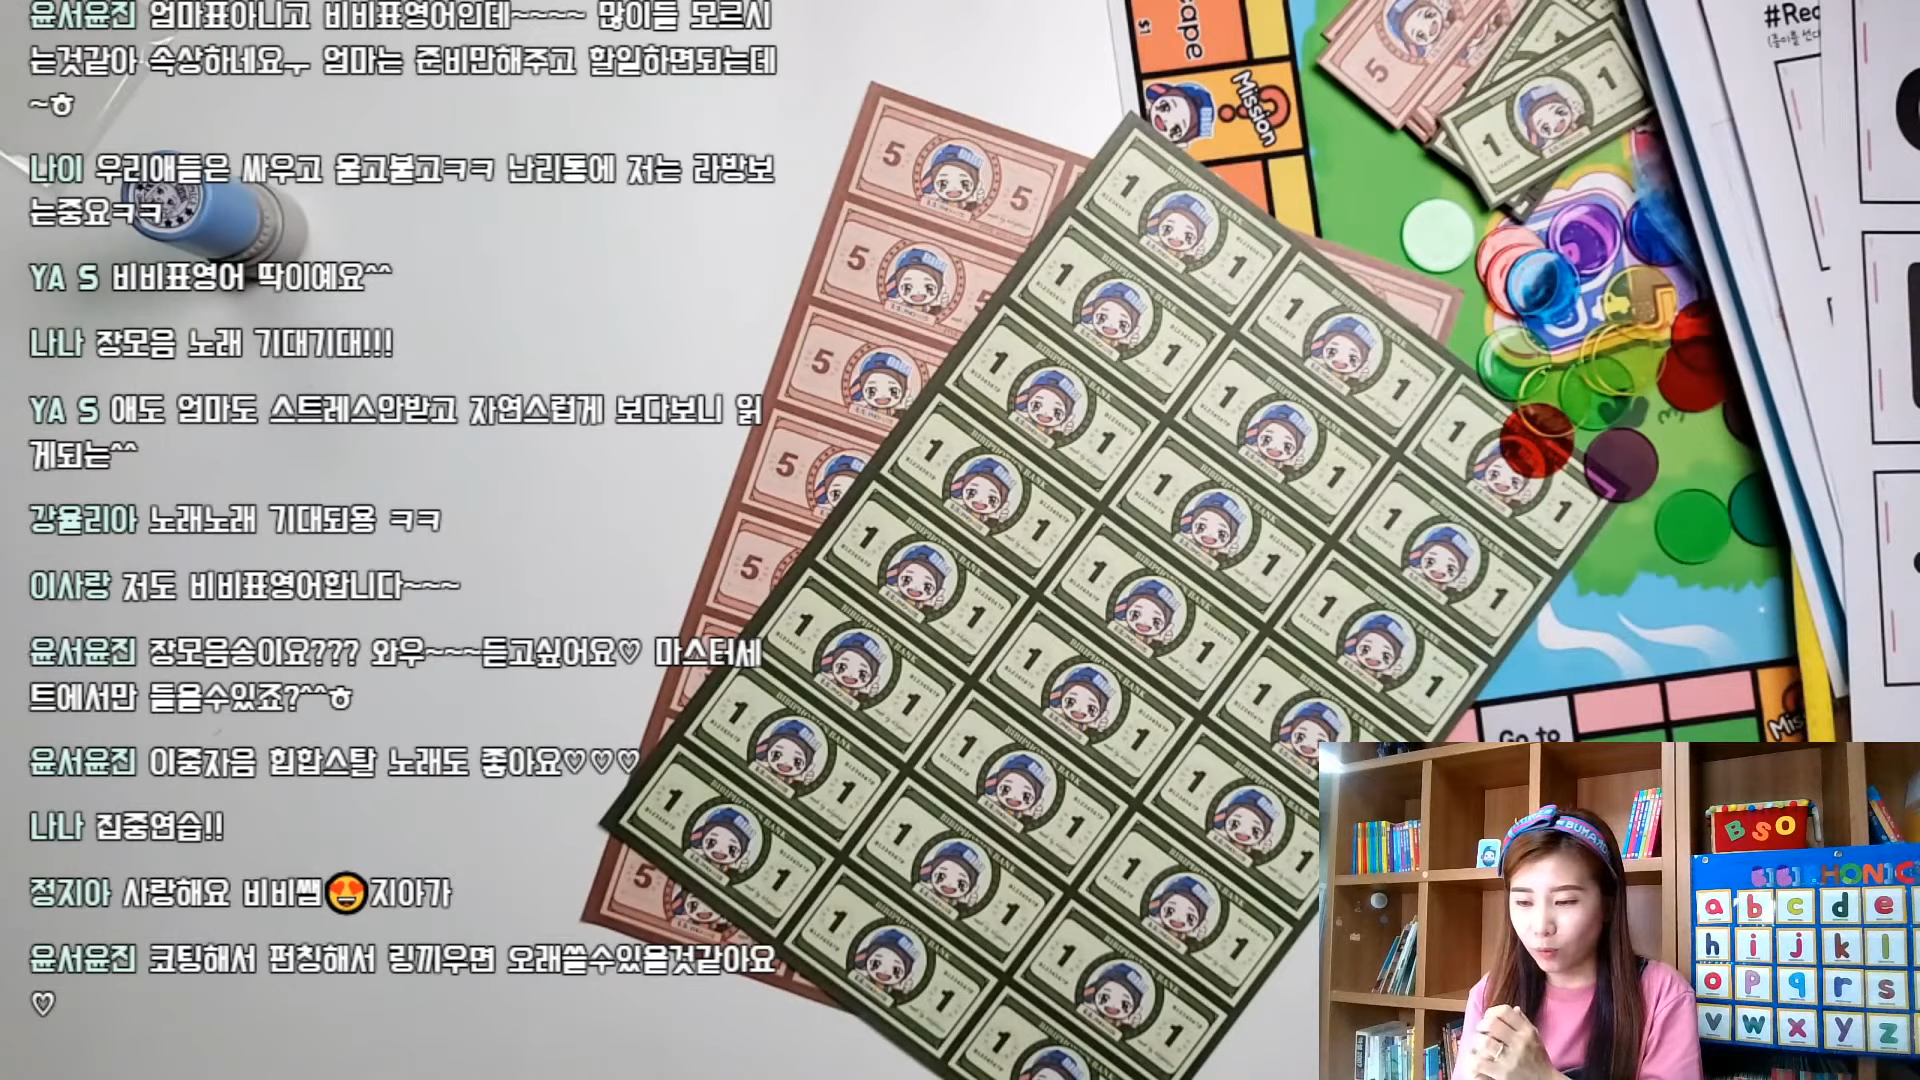 윤서윤진 엄마표아니고 비비표영어인데~~~~ 많이들 모르시
는것같아 속상하네요ㅜ 엄마는 준비만해주고 할일하면되는데
~ㅎ
나이 우리애들은 싸우고 울고불고ㅋㅋ 난리통에 저는 라방보
는중요ㅋㅋ
YA S 비비표영어 딱이예요^^
나나 장모음 노래 기대기대!!!
YA S 애도 엄마도 스트레스안받고 자연스럽게 보다보니 읽
게되는^^
강율리아 노래노래 기대되용 ㅋㅋ
이사랑 저도 비비표영어합니다~~~
윤서윤진 장모음송이요??? 와우~~~듣고싶어요♡ 마스터세
트에서만 들을수있죠?^^ㅎ
윤서윤진 이중자음 힙합스탈 노래도 좋아요♡♡♡
나나 집중연습!!
정지아 사랑해요 비비쌤😍지아가
윤서윤진 코팅해서 펀칭해서 링끼우면 오래쓸수있을것같아요
♡
$1
cape
Mission
5 5
1 1
BIBIPHONICS BANK
Go to
Mis
#Rec
BSO
BIBI PHONIC
a b c d e
h i j k l
o p q r s
v w x y z